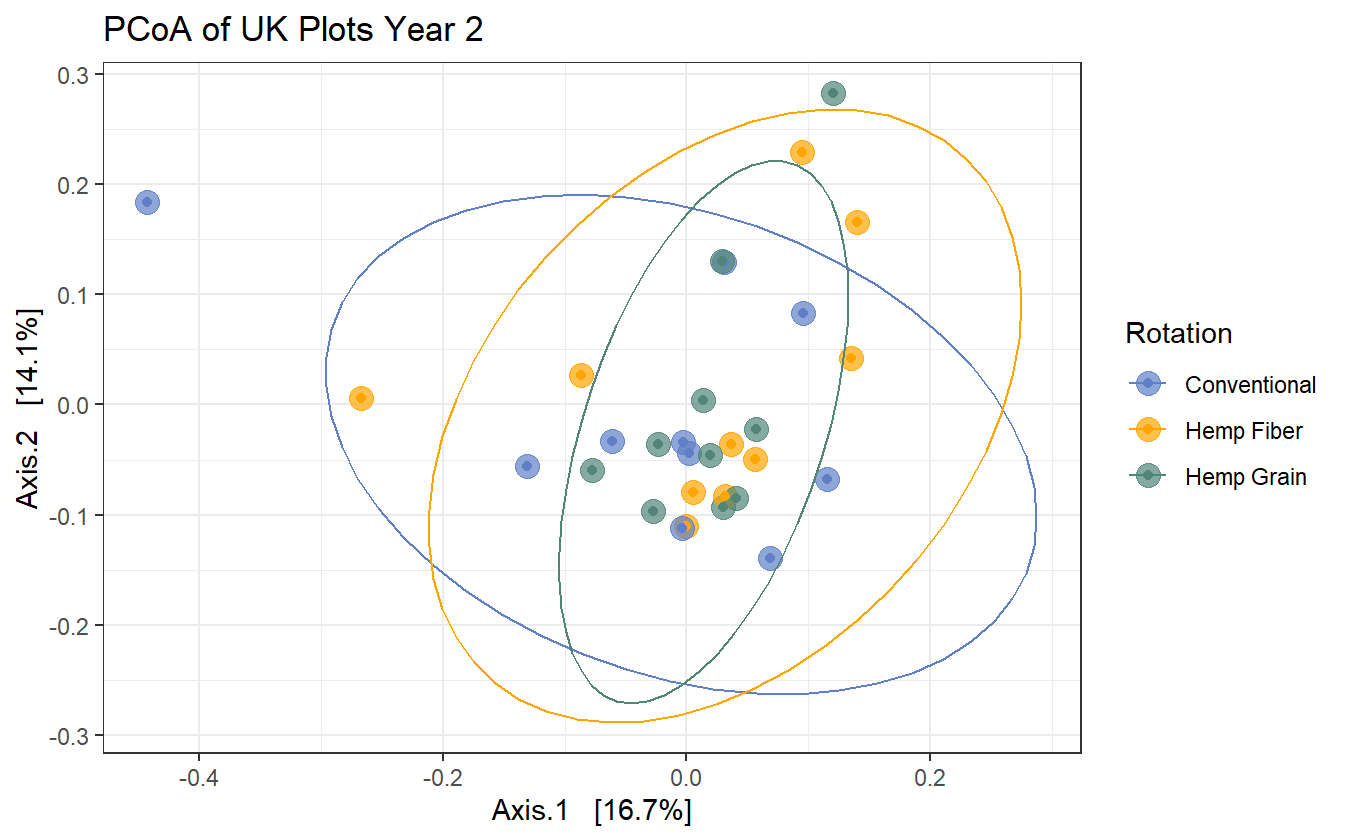 PCoA of UK Plots Year 2
0.3
0.2
0.1
0.0
-0.1
-0.2
-0.3
Axis.2 [14.1%]
-0.4
-0.2
0.0
0.2
Axis.1 [16.7%]
Rotation
Conventional
Hemp Fiber
Hemp Grain